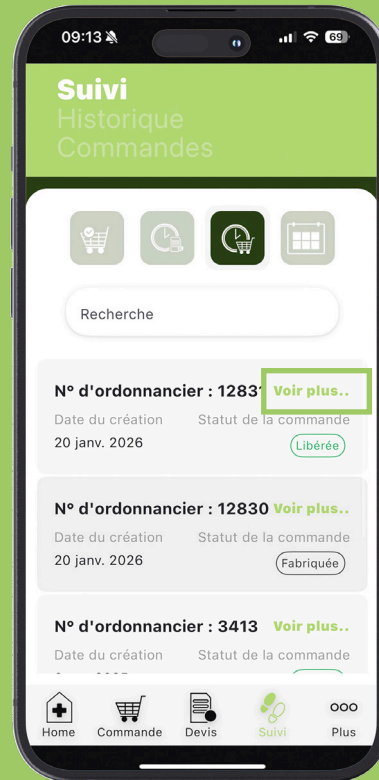 09:13
69
Suivi
Historique
Commandes
Recherche
N° d'ordonnancier : 1283 Voir plus..
Date du création Statut de la commande
20 janv. 2026 Libérée
N° d'ordonnancier : 12830 Voir plus..
Date du création Statut de la commande
20 janv. 2026 Fabriquée
N° d'ordonnancier : 3413 Voir plus..
Date du création Statut de la commande
Home Commande Devis Suivi Plus